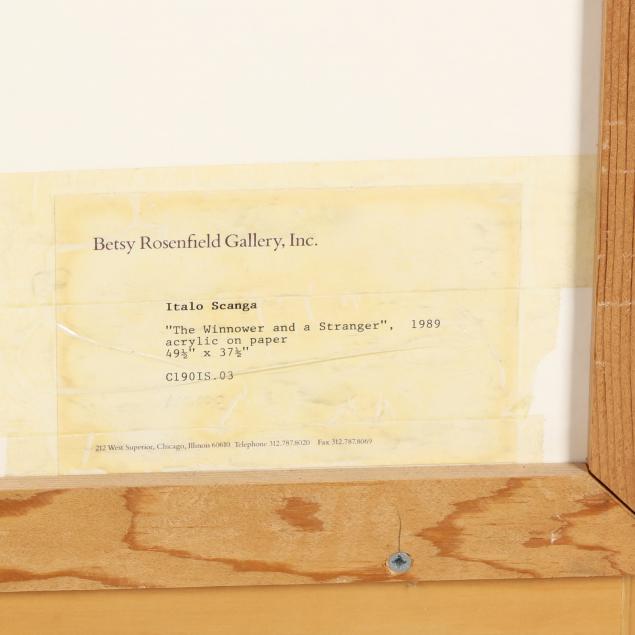 Betsy Rosenfield Gallery, Inc.
Italo Scanga
"The Winnower and a Stranger",  1989
acrylic on paper
49½" x 37½"
C190IS.03
212 West Superior, Chicago, Illinois 60610  Telephone 312.787.8020  Fax 312.787.8069